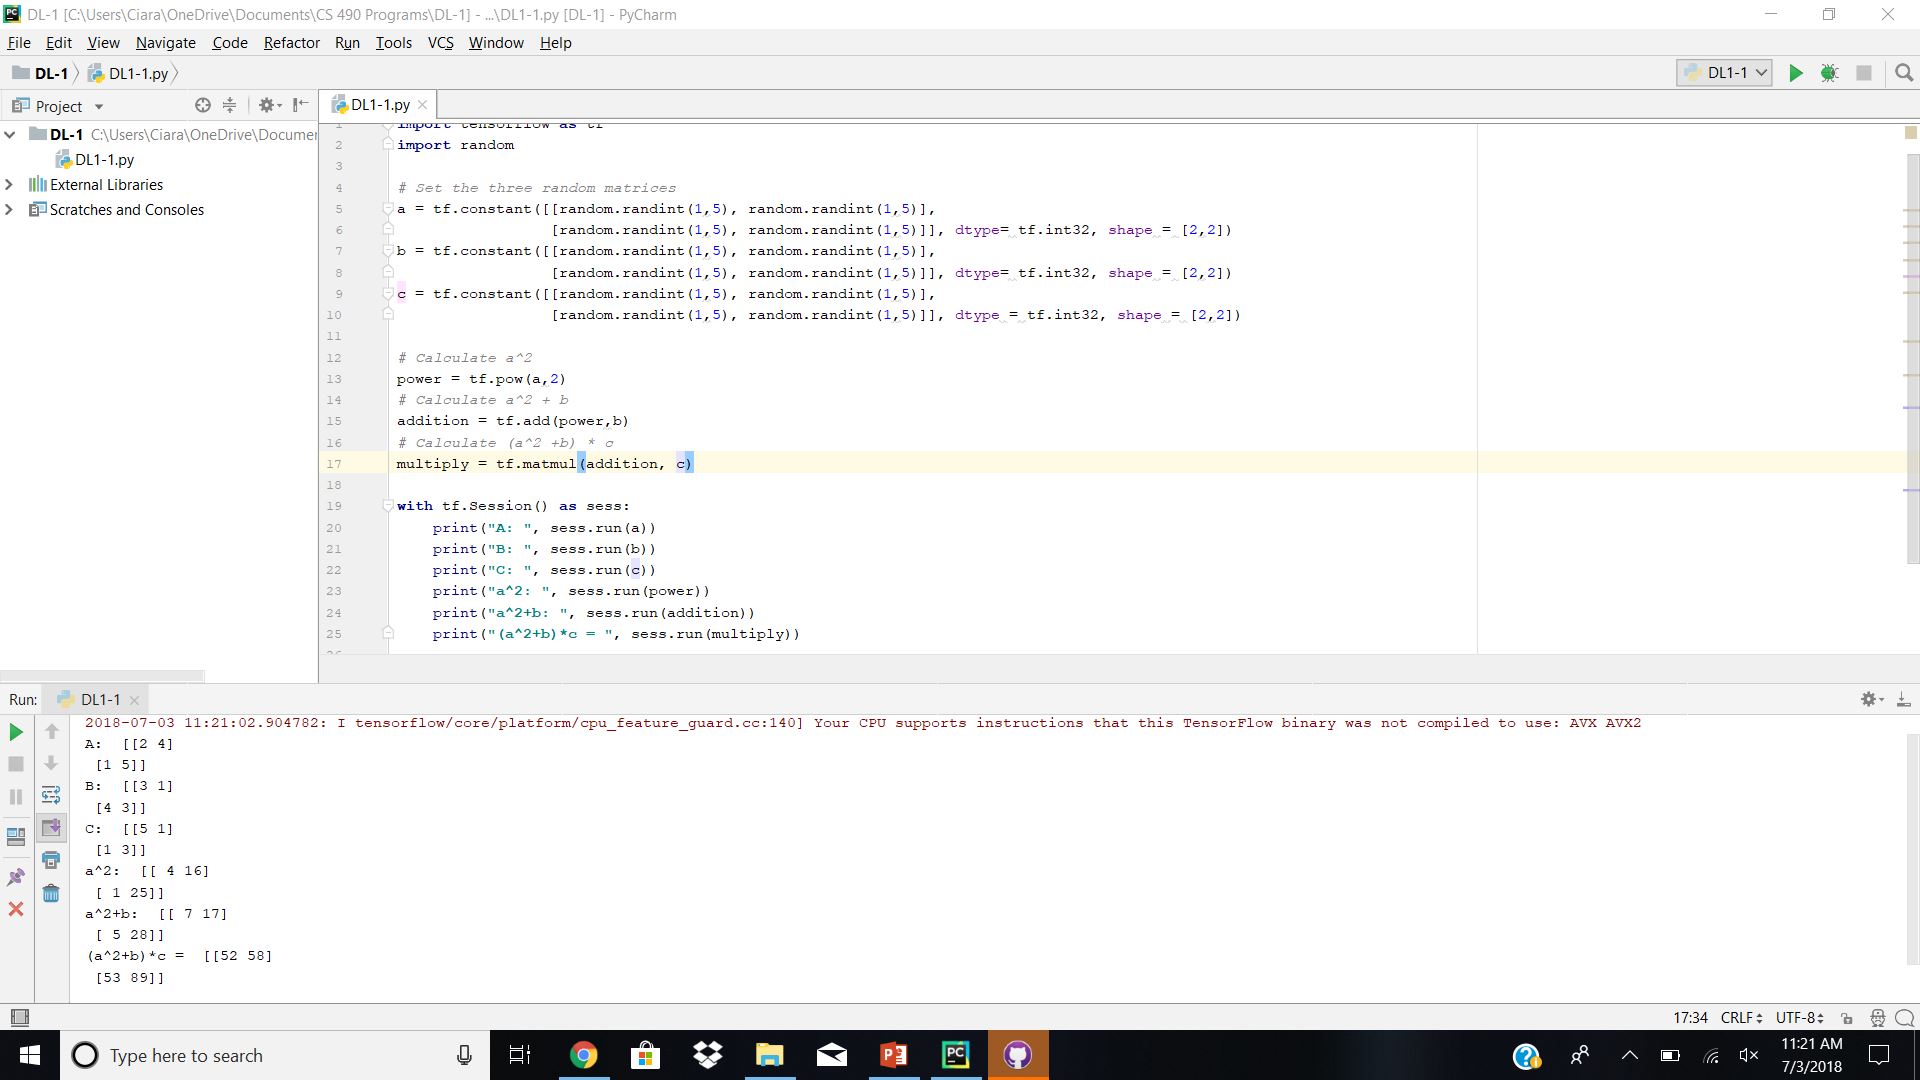 DL-1 [C:\Users\Ciara\OneDrive\Documents\CS 490 Programs\DL-1] - ...\DL1-1.py [DL-1] - PyCharm
File Edit View Navigate Code Refactor Run Tools VCS Window Help
DL-1 DL1-1.py DL1-1
Project DL1-1.py
DL-1 C:\Users\Ciara\OneDrive\Documen
DL1-1.py
External Libraries
Scratches and Consoles
1 import tensorflow as tf
2 import random
3
4 # Set the three random matrices
5 a = tf.constant([[random.randint(1,5), random.randint(1,5)],
6 [random.randint(1,5), random.randint(1,5)]], dtype= tf.int32, shape = [2,2])
7 b = tf.constant([[random.randint(1,5), random.randint(1,5)],
8 [random.randint(1,5), random.randint(1,5)]], dtype= tf.int32, shape = [2,2])
9 c = tf.constant([[random.randint(1,5), random.randint(1,5)],
10 [random.randint(1,5), random.randint(1,5)]], dtype = tf.int32, shape = [2,2])
11
12 # Calculate a^2
13 power = tf.pow(a,2)
14 # Calculate a^2 + b
15 addition = tf.add(power,b)
16 # Calculate (a^2 +b) * c
17 multiply = tf.matmul(addition, c)
18
19 with tf.Session() as sess:
20 print("A: ", sess.run(a))
21 print("B: ", sess.run(b))
22 print("C: ", sess.run(c))
23 print("a^2: ", sess.run(power))
24 print("a^2+b: ", sess.run(addition))
25 print("(a^2+b)*c = ", sess.run(multiply))
26
Run: DL1-1
2018-07-03 11:21:02.904782: I tensorflow/core/platform/cpu_feature_guard.cc:140] Your CPU supports instructions that this TensorFlow binary was not compiled to use: AVX AVX2
A:  [[2 4]
[1 5]]
B:  [[3 1]
[4 3]]
C:  [[5 1]
[1 3]]
a^2:  [[ 4 16]
[ 1 25]]
a^2+b:  [[ 7 17]
[ 5 28]]
(a^2+b)*c =  [[52 58]
[53 89]]
17:34 CRLF UTF-8
Type here to search
11:21 AM
7/3/2018